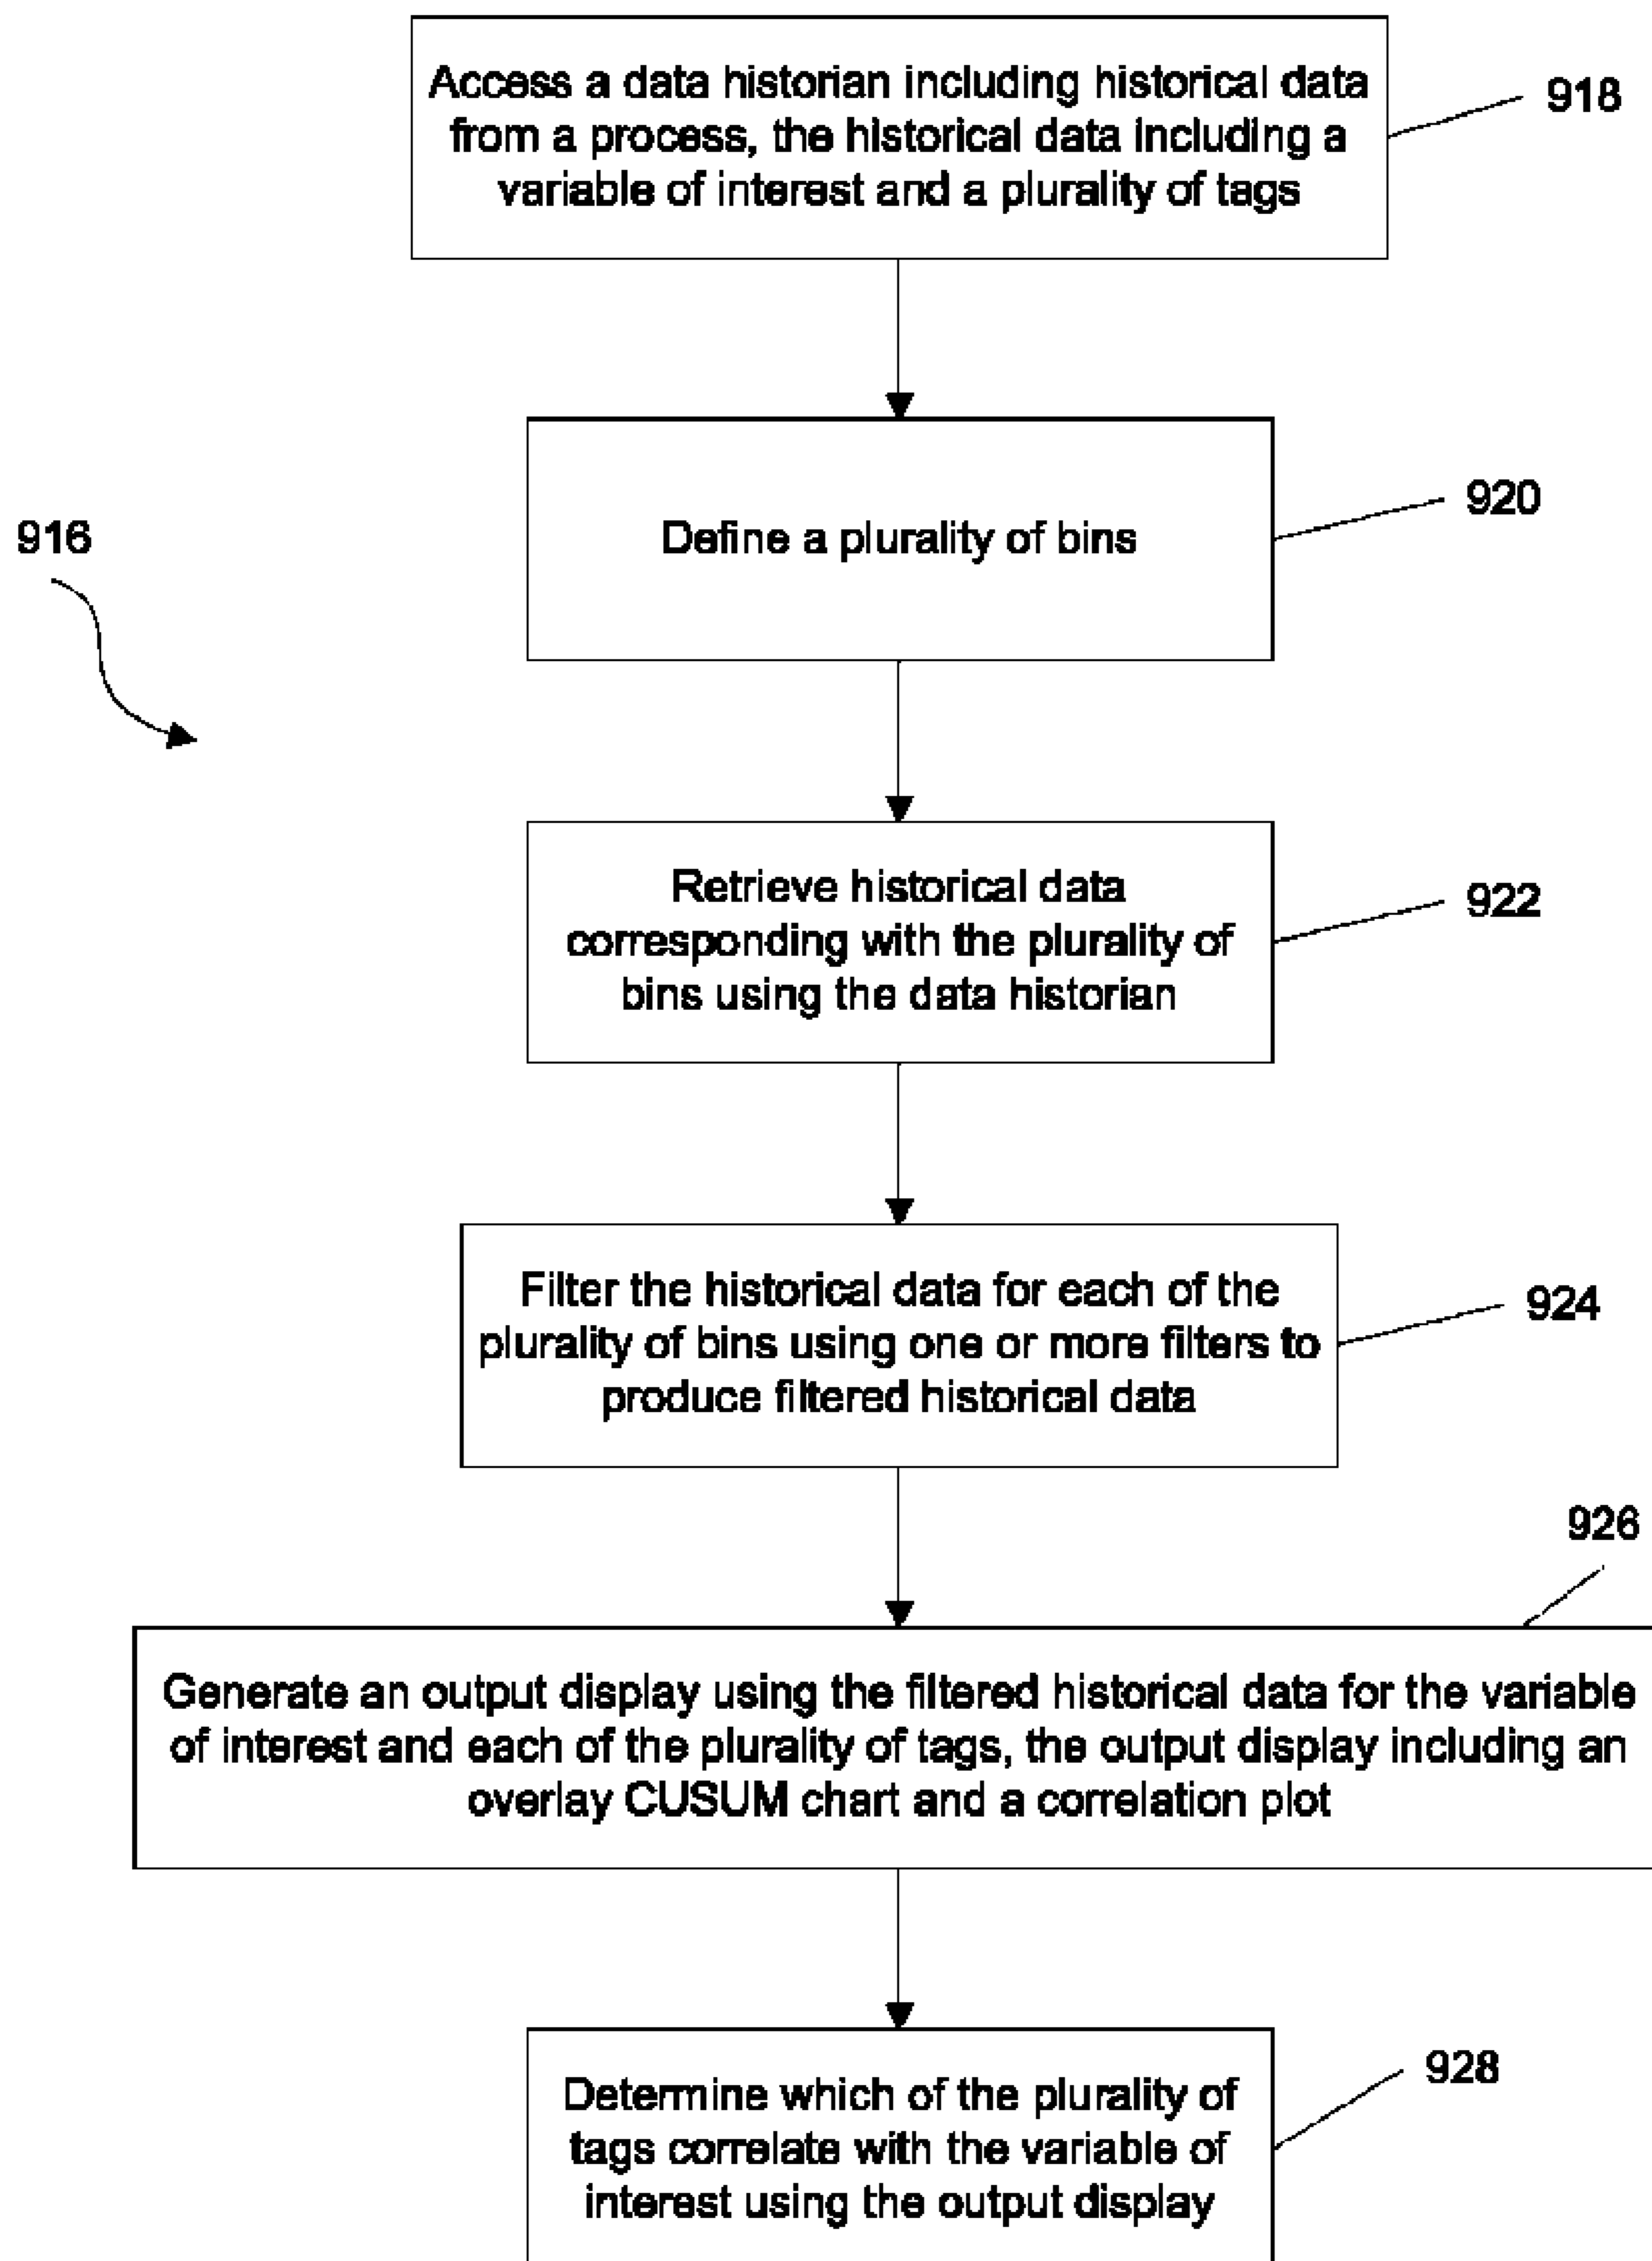 Access a data historian including historical data
from a process, the historical data including a
variable of interest and a plurality of tags
918
Define a plurality of bins
920
916
Retrieve historical data
corresponding with the plurality of
bins using the data historian
922
Filter the historical data for each of the
plurality of bins using one or more filters to
produce filtered historical data
924
926
Generate an output display using the filtered historical data for the variable
of interest and each of the plurality of tags, the output display including an
overlay CUSUM chart and a correlation plot
Determine which of the plurality of
tags correlate with the variable of
interest using the output display
928